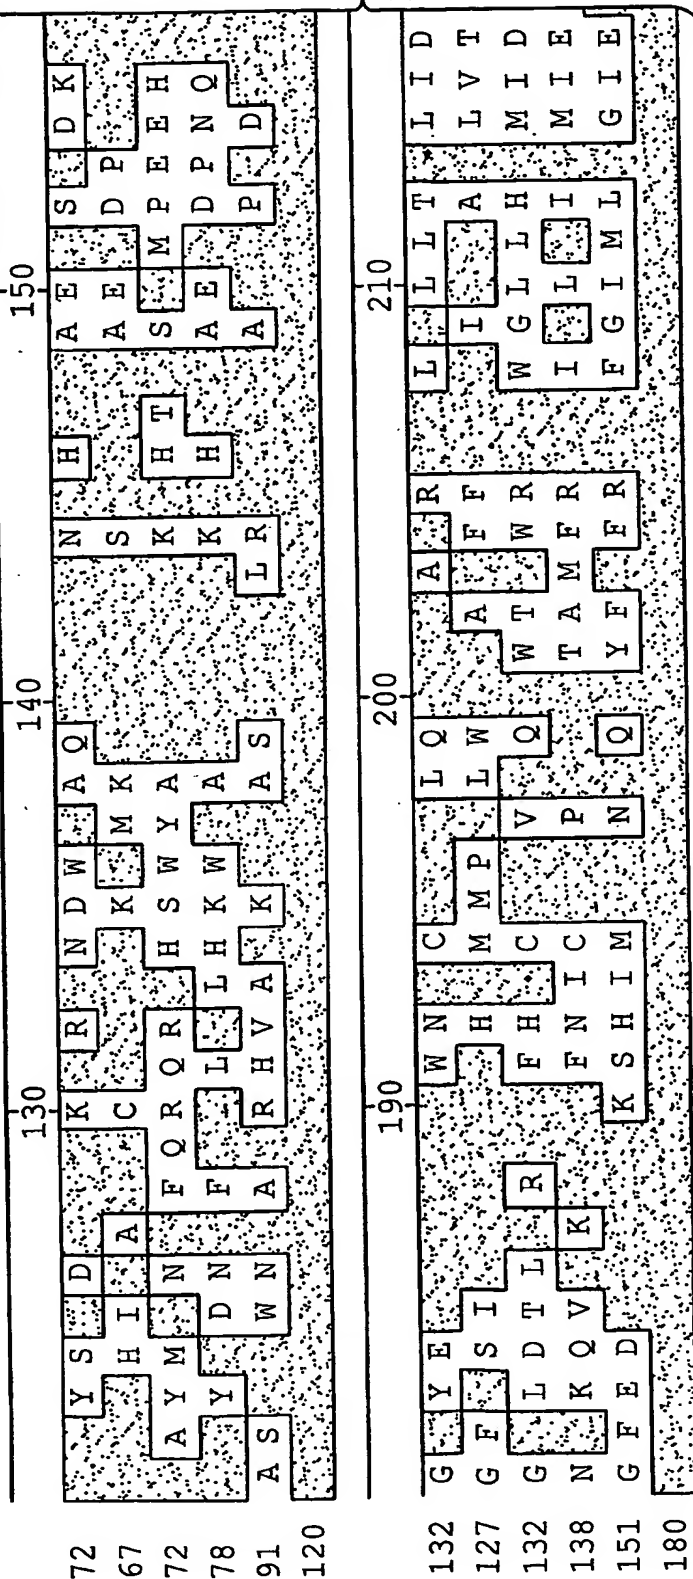 130 140 150
72 Y S D K R N D W A Q N H A E S D K
67 H I A C K M K S A E D P
72 A Y M N F Q R Q R H S W Y A K H T S M P E E H
78 Y D N F L L H K W A K H A E D P N Q
91 A S W N A R H V A K A S L R A P D
120
190 200 210
132 G Y E W N C L Q A R L L L T L I D
127 G F S I H M M P L W A F F I A L V T
132 G L D T L R F H C V Q W T W R W G L L H M I D
138 N K Q V K F N I C P T A M F R I L I M I E
151 G F E D K S H I M N Q Y F F R F G I M L G I E
180